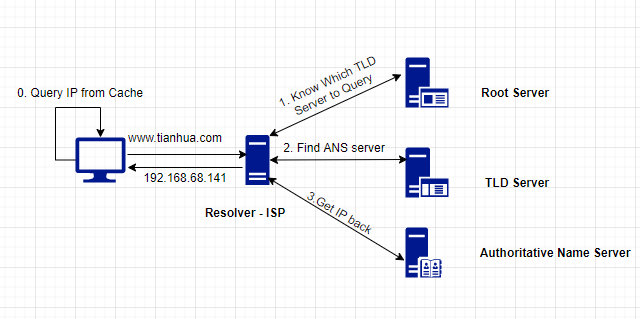 0. Query IP from Cache
www.tianhua.com
192.168.68.141
Resolver - ISP
1. Know Which TLD
Server to Query
2. Find ANS server
3.Get IP back
Root Server
TLD Server
Authoritative Name Server